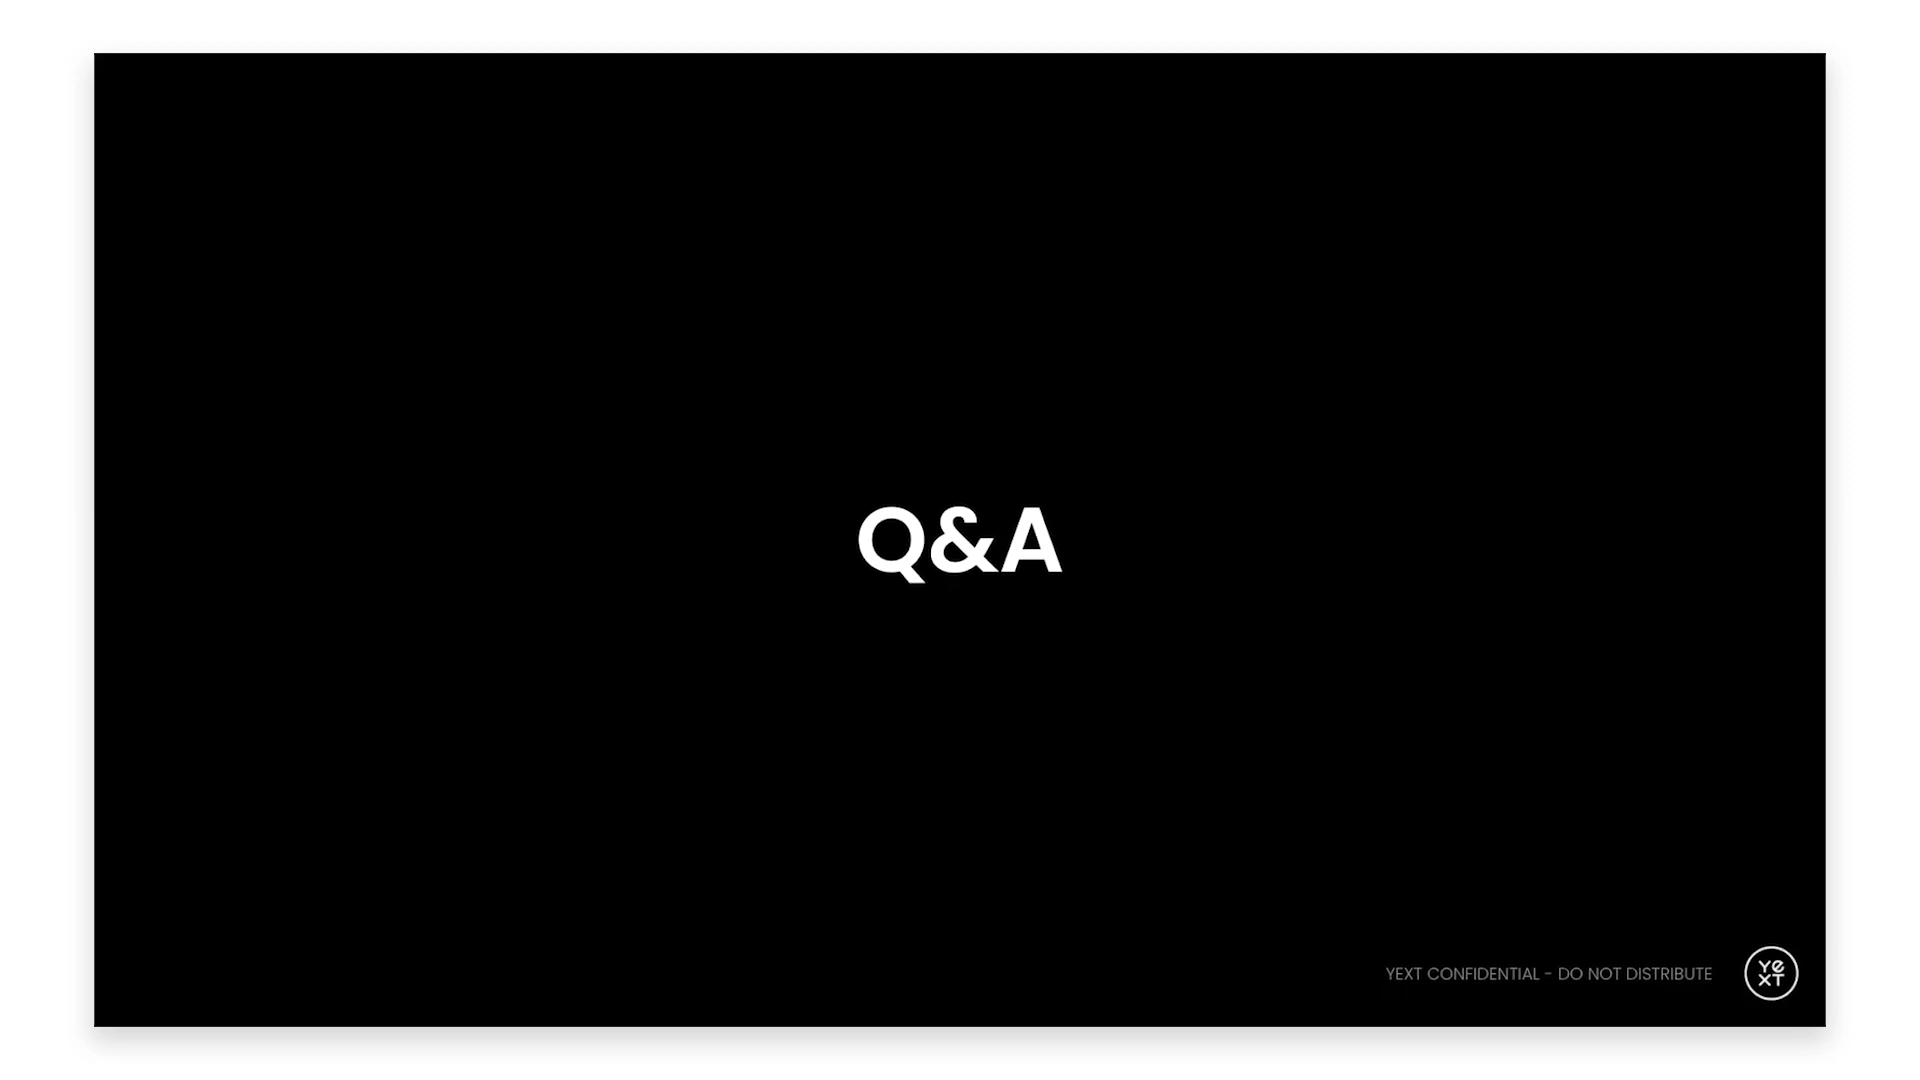 Q&A
YEXT CONFIDENTIAL - DO NOT DISTRIBUTE
Ye
XT